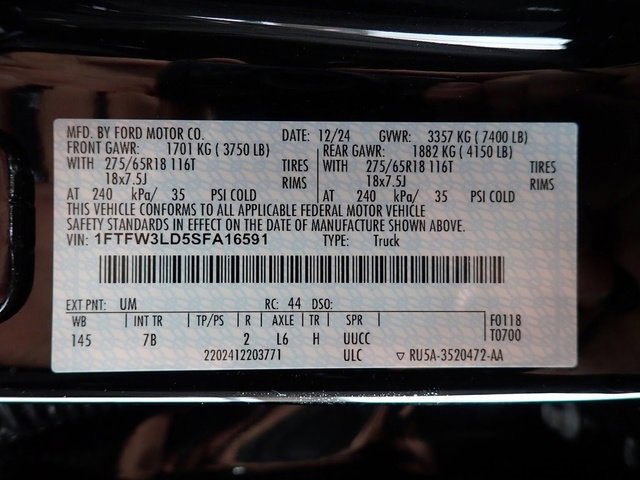 MFD. BY FORD MOTOR CO. DATE: 12/24 GVWR: 3357 KG ( 7400 LB)
FRONT GAWR: 1701 KG ( 3750 LB) REAR GAWR: 1882 KG ( 4150 LB)
WITH 275/65R18 116T TIRES WITH 275/65R18 116T TIRES
18x7.5J RIMS 18x7.5J RIMS
AT 240 kPa/ 35 PSI COLD AT 240 kPa/ 35 PSI COLD
THIS VEHICLE CONFORMS TO ALL APPLICABLE FEDERAL MOTOR VEHICLE
SAFETY STANDARDS IN EFFECT ON THE DATE OF MANUFACTURE SHOWN ABOVE.
VIN: 1FTFW3LD5SFA16591 TYPE: Truck
EXT PNT: UM RC: 44 DSO:
WB INT TR TP/PS R AXLE TR SPR F0118
145 7B 2 L6 H UUCC T0700
2202412203771 ULC ▽ RU5A-3520472-AA